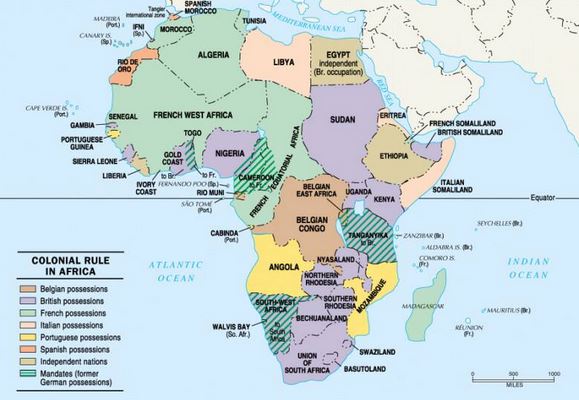 SPANISH
MOROCCO
Tangier
international zone
MADEIRA
(Port.)
IFNI
(Sp.)
CANARY IS.
(Sp.)
MOROCCO
TUNISIA
MEDITERRANEAN SEA
ALGERIA
LIBYA
EGYPT
independent
(Br. occupation)
RIO DE
ORO
RED SEA
CAPE VERDE IS.
(Port.)
SENEGAL
GAMBIA
PORTUGUESE
GUINEA
FRENCH WEST AFRICA
SUDAN
ERITREA
FRENCH SOMALILAND
BRITISH SOMALILAND
TOGO
GOLD
COAST
NIGERIA
SIERRA LEONE
LIBERIA
IVORY
COAST
to Br.
to Fr.
CAMEROON
to Fr.
FRENCH EQUATORIAL AFRICA
ETHIOPIA
FERNANDO POO (Sp.)
RIO MUNI
SÃO TOMÉ
(Port.)
BELGIAN
EAST AFRICA
UGANDA
KENYA
ITALIAN
SOMALILAND
Equator
BELGIAN
CONGO
CABINDA
(Port.)
TANGANYIKA
to Br.
ZANZIBAR (Br.)
SEYCHELLES (Br.)
ALDABRA IS. (Br.)
COMORO IS.
(Fr.)
ATLANTIC
OCEAN
INDIAN
OCEAN
ANGOLA
NYASALAND
NORTHERN
RHODESIA
MOZAMBIQUE
SOUTH-WEST
AFRICA
to South
Africa
SOUTHERN
RHODESIA
BECHUANALAND
MADAGASCAR
MAURITIUS (Br.)
RÉUNION
(Fr.)
WALVIS BAY
(So. Afr.)
SWAZILAND
BASUTOLAND
UNION
OF
SOUTH AFRICA
COLONIAL RULE
IN AFRICA
Belgian possessions
British possessions
French possessions
Italian possessions
Portuguese possessions
Spanish possessions
Independent nations
Mandates (former
German possessions)
0 500 1000
MILES